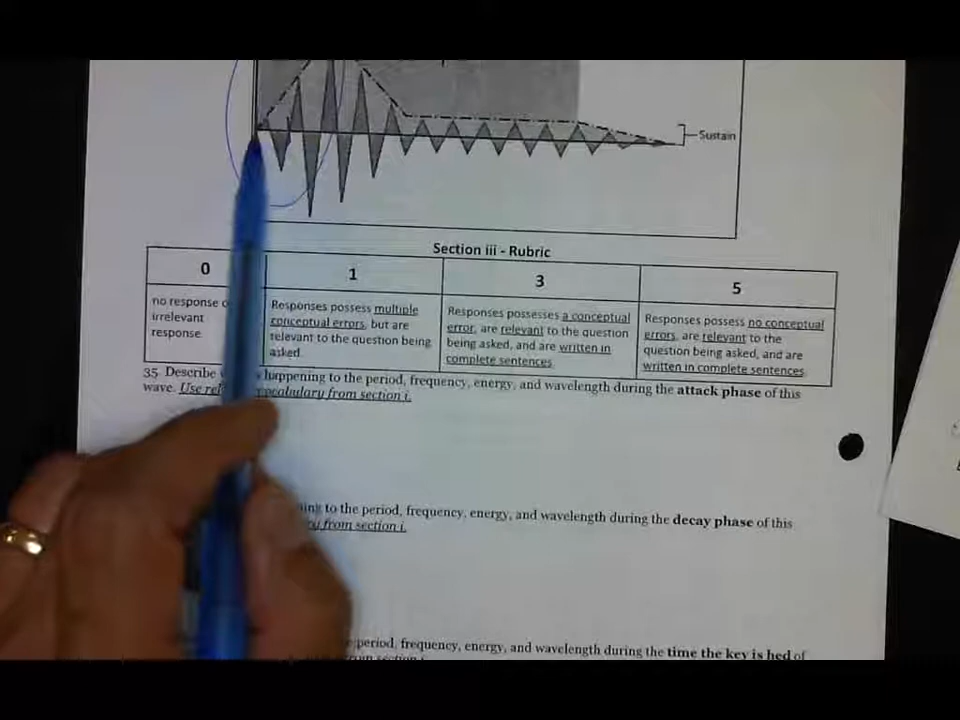 Sustain
Section iii - Rubric
0 1 3 5
no response
irrelevant
response
Responses possess multiple
conceptual errors, but are
relevant to the question being
asked.
Responses possesses a conceptual
error, are relevant to the question
being asked, and are written in
complete sentences
Responses possess no conceptual
errors, are relevant to the
question being asked, and are
written in complete sentences
35 Describe happening to the period, frequency, energy, and wavelength during the attack phase of this
wave. Use vocabulary from section i.
to the period, frequency, energy, and wavelength during the decay phase of this
from section i.
period, frequency, energy, and wavelength during the time the key is hed of
from section i.